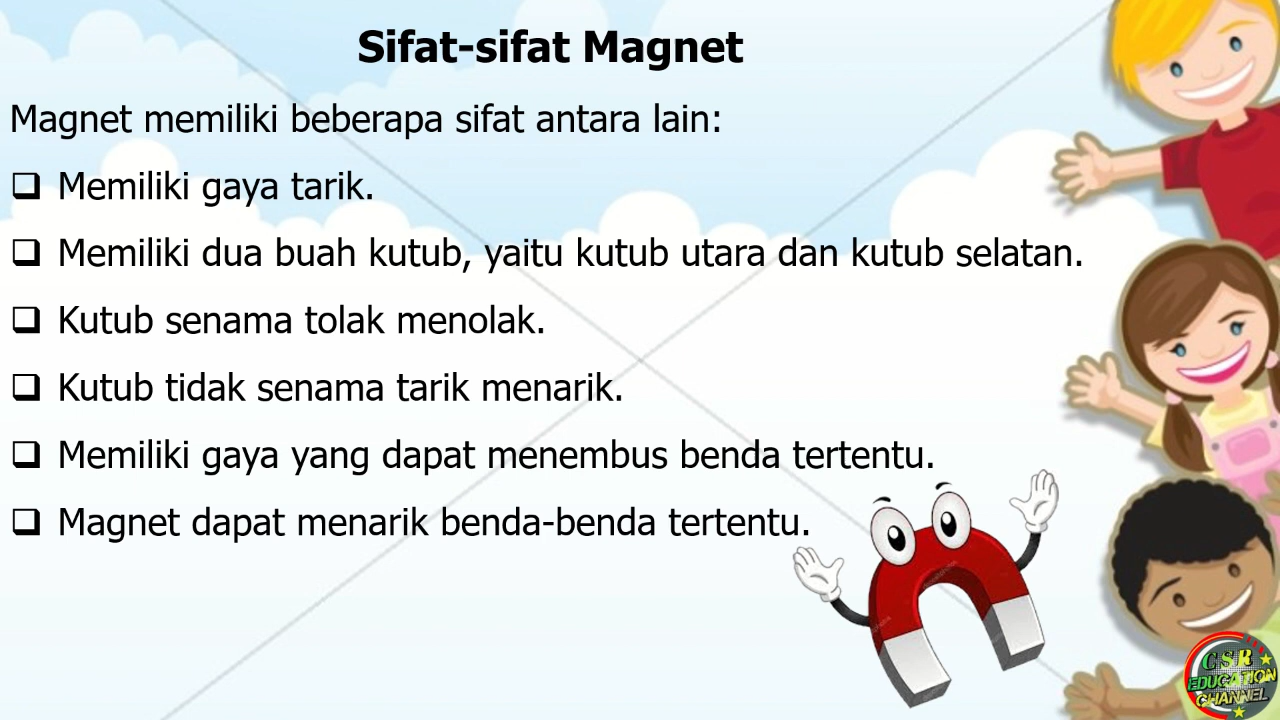 Sifat-sifat Magnet
Magnet memiliki beberapa sifat antara lain:
❑ Memiliki gaya tarik.
❑ Memiliki dua buah kutub, yaitu kutub utara dan kutub selatan.
❑ Kutub senama tolak menolak.
❑ Kutub tidak senama tarik menarik.
❑ Memiliki gaya yang dapat menembus benda tertentu.
❑ Magnet dapat menarik benda-benda tertentu.
CSR
EDUCATION
CHANNEL